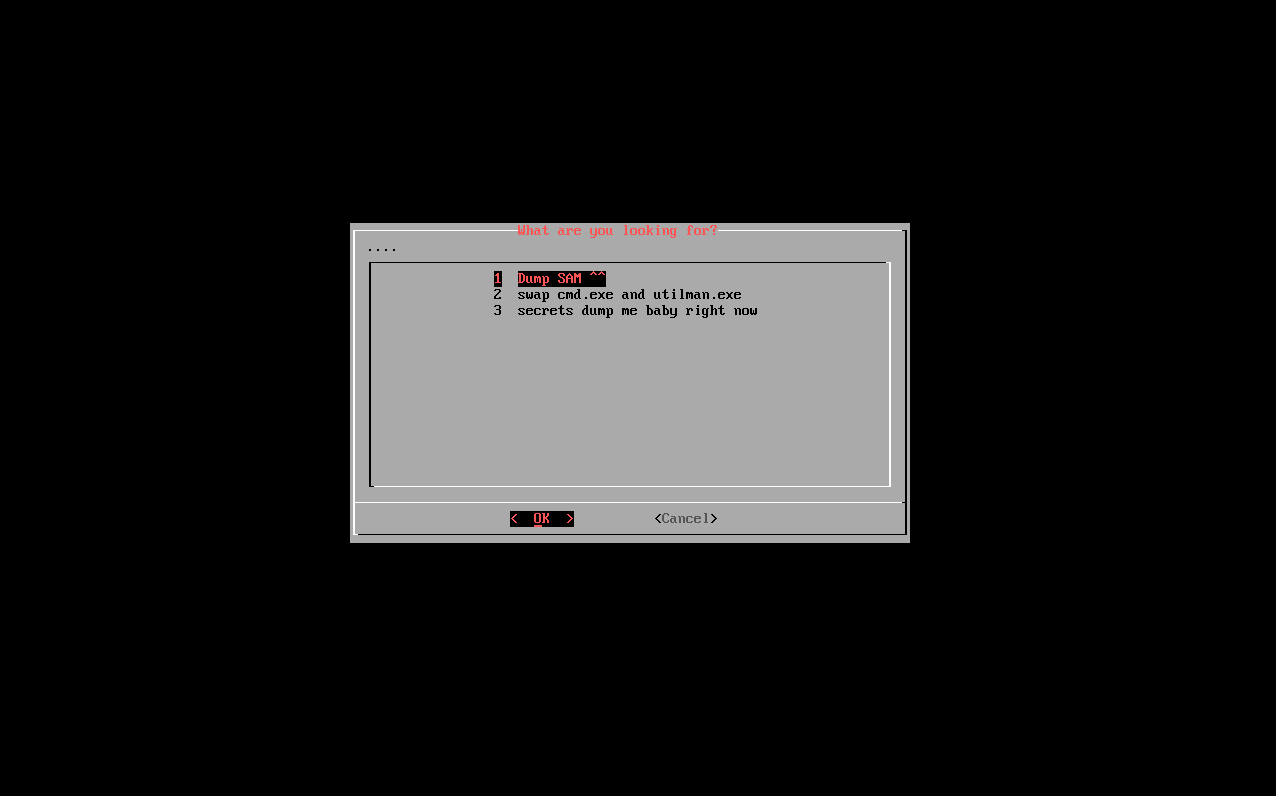 What are you looking for?
....
1 Dump SAM ^^
2 swap cmd.exe and utilman.exe
3 secrets dump me baby right now
< OK > <Cancel>